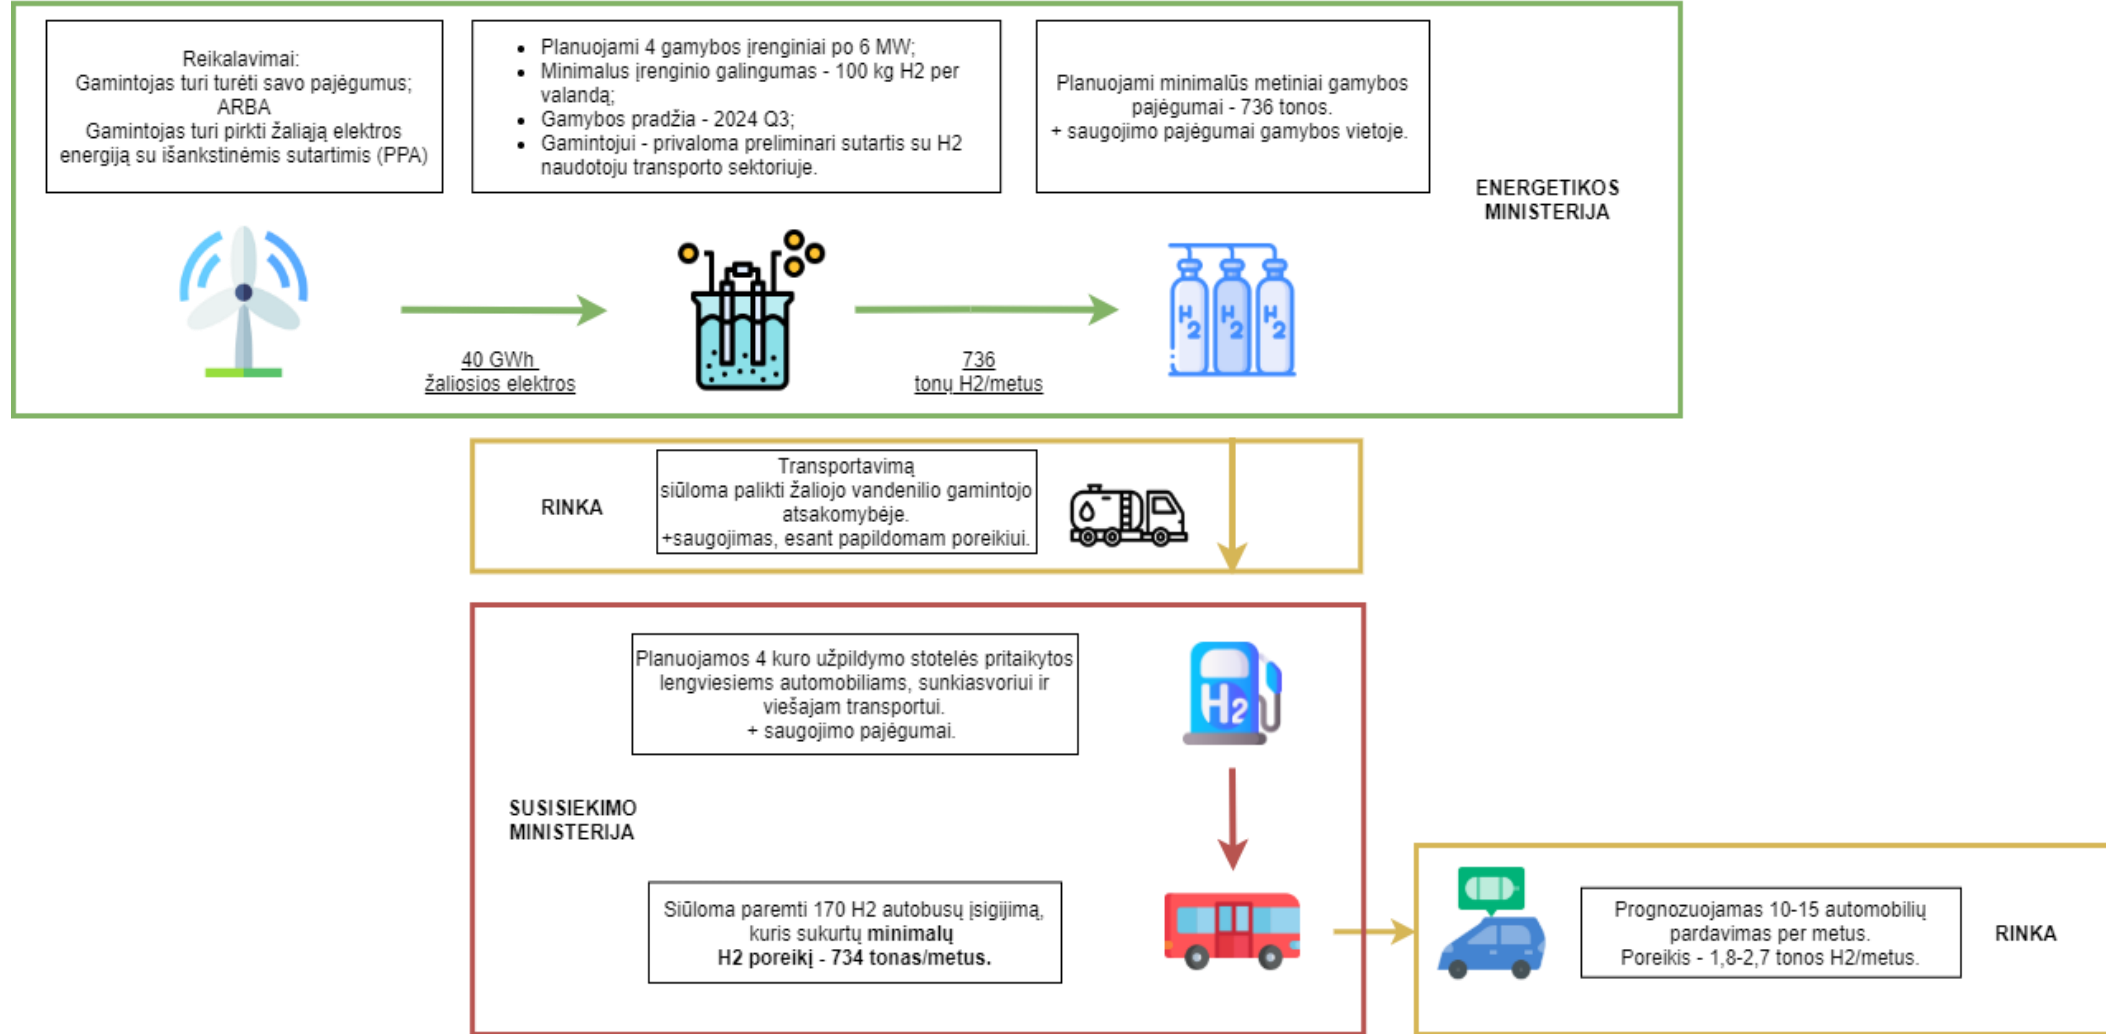 Reikalavimai:
Gamintojas turi turėti savo pajėgumus;
ARBA
Gamintojas turi pirkti žaliąją elektros
energiją su išankstinėmis sutartimis (PPA)
• Planuojami 4 gamybos įrenginiai po 6 MW;
• Minimalus įrenginio galingumas - 100 kg H2 per
valandą;
• Gamybos pradžia - 2024 Q3;
• Gamintojui - privaloma preliminari sutartis su H2
naudotoju transporto sektoriuje.
Planuojami minimalūs metiniai gamybos
pajėgumai - 736 tonos.
+ saugojimo pajėgumai gamybos vietoje.
ENERGETIKOS
MINISTERIJA
40 GWh
žaliosios elektros
736
tonų H2/metus
H2
H2
H2
RINKA
Transportavimą
siūloma palikti žaliojo vandenilio gamintojo
atsakomybėje.
+saugojimas, esant papildomam poreikiui.
Planuojamos 4 kuro užpildymo stotelės pritaikytos
lengviesiems automobiliams, sunkiasvoriui ir
viešajam transportui.
+ saugojimo pajėgumai.
H2
SUSISIEKIMO
MINISTERIJA
Siūloma paremti 170 H2 autobusų įsigijimą,
kuris sukurtų minimalų
H2 poreikį - 734 tonas/metus.
Prognozuojamas 10-15 automobilių
pardavimas per metus.
Poreikis - 1,8-2,7 tonos H2/metus.
RINKA